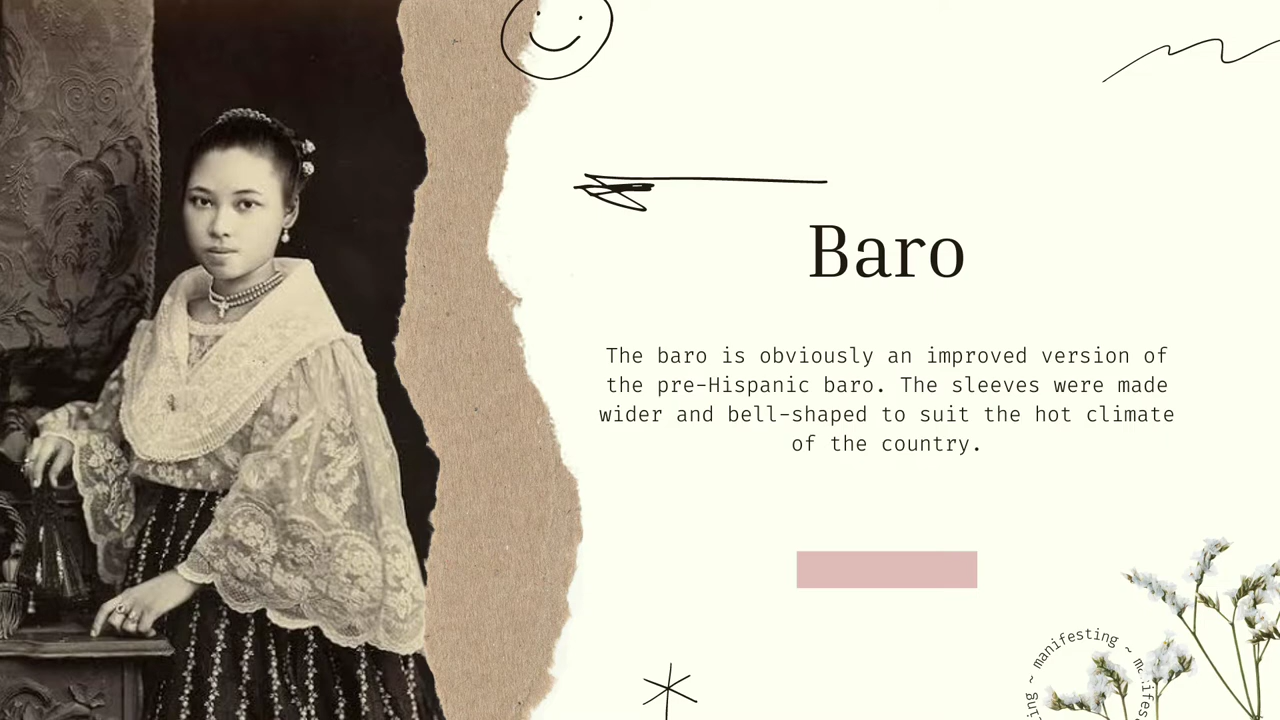 Baro
The baro is obviously an improved version of
the pre-Hispanic baro. The sleeves were made
wider and bell-shaped to suit the hot climate
of the country.
~ manifesting ~